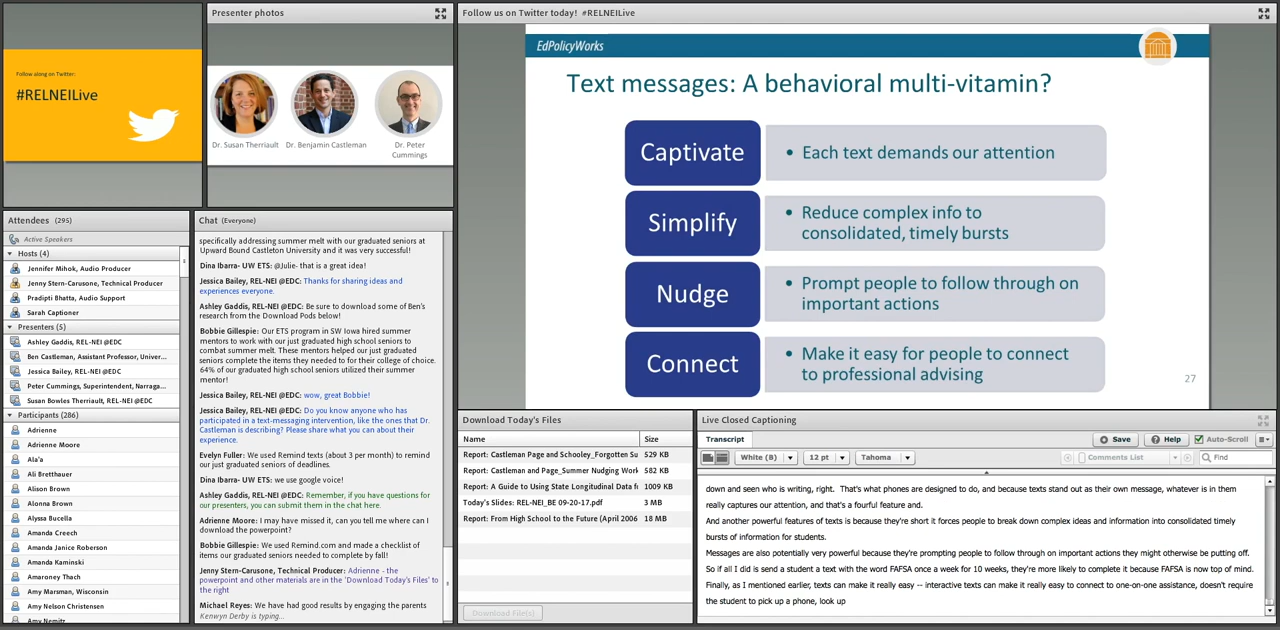 Follow along on Twitter:
#RELNEILive
Presenter photos
Dr. Susan Therriault
Dr. Benjamin Castleman
Dr. Peter
Cummings
Follow us on Twitter today! #RELNEILive
EdPolicyWorks
Text messages: A behavioral multi-vitamin?
Captivate
• Each text demands our attention
Simplify
• Reduce complex info to
consolidated, timely bursts
Nudge
• Prompt people to follow through on
important actions
Connect
• Make it easy for people to connect
to professional advising
27
Attendees (295)
Active Speakers
Hosts (4)
Jennifer Mihok, Audio Producer
Jenny Stern-Carusone, Technical Producer
Pradipti Bhatta, Audio Support
Sarah Captioner
Presenters (5)
Ashley Gaddis, REL-NEI @EDC
Ben Castleman, Assistant Professor, Univer...
Jessica Bailey, REL-NEI @EDC
Peter Cummings, Superintendent, Narraga...
Susan Bowles Therriault, REL-NEI @EDC
Participants (286)
Adrienne
Adrienne Moore
Ala'a
Ali Bretthauer
Alison Brown
Alonna Brown
Alyssa Bucella
Amanda Creech
Amanda Janice Roberson
Amanda Kaminski
Amaroney Thach
Amy Marsman, Wisconsin
Amy Nelson Christensen
Amy Nemitz
Chat (Everyone)
specifically addressing summer melt with our graduated seniors at
Upward Bound Castleton University and it was very successful!
Dina Ibarra- UW ETS: @Julie- that is a great idea!
Jessica Bailey, REL-NEI @EDC: Thanks for sharing ideas and
experiences everyone.
Ashley Gaddis, REL-NEI @EDC: Be sure to download some of Ben's
research from the Download Pods below!
Bobbie Gillespie: Our ETS program in SW Iowa hired summer
mentors to work with our just graduated high school seniors to
combat summer melt. These mentors helped our just graduated
seniors complete the items they needed to for their college of choice.
64% of our graduated high school seniors utilized their summer
mentor!
Jessica Bailey, REL-NEI @EDC: wow, great Bobbie!
Jessica Bailey, REL-NEI @EDC: Do you know anyone who has
participated in a text-messaging intervention, like the ones that Dr.
Castleman is describing? Please share what you can about their
experience.
Evelyn Fuller: We used Remind texts (about 3 per month) to remind
our just graduated seniors of deadlines.
Dina Ibarra- UW ETS: we use google voice!
Ashley Gaddis, REL-NEI @EDC: Remember, if you have questions for
our presenters, you can submit them in the chat here.
Adrienne Moore: I may have missed it, can you tell me where can I
download the powerpoint?
Bobbie Gillespie: We used Remind.com and made a checklist of
items our graduated seniors needed to complete by fall!
Jenny Stern-Carusone, Technical Producer: Adrienne - the
powerpoint and other materials are in the 'Download Today's Files' to
the right
Michael Reyes: We have had good results by engaging the parents
Kenwyn Derby is typing...
Download Today's Files
Name Size
Report: Castleman Page and Schooley_Forgotten Su 529 KB
Report: Castleman and Page_Summer Nudging Work 582 KB
Report: A Guide to Using State Longitudinal Data fo 1009 KB
Today's Slides: REL-NEI_BE 09-20-17.pdf 3 MB
Report: From High School to the Future (April 2006 18 MB
Download File(s)
Live Closed Captioning
Transcript
Save Help Auto-Scroll
White (B) 12 pt Tahoma Comments List Find
down and seen who is writing, right. That's what phones are designed to do, and because texts stand out as their own message, whatever is in them
really captures our attention, and that's a fourful feature and.
And another powerful features of texts is because they're short it forces people to break down complex ideas and information into consolidated timely
bursts of information for students.
Messages are also potentially very powerful because they're prompting people to follow through on important actions they might otherwise be putting off.
So if all I did is send a student a text with the word FAFSA once a week for 10 weeks, they're more likely to complete it because FAFSA is now top of mind.
Finally, as I mentioned earlier, texts can make it really easy -- interactive texts can make it really easy to connect to one-on-one assistance, doesn't require
the student to pick up a phone, look up